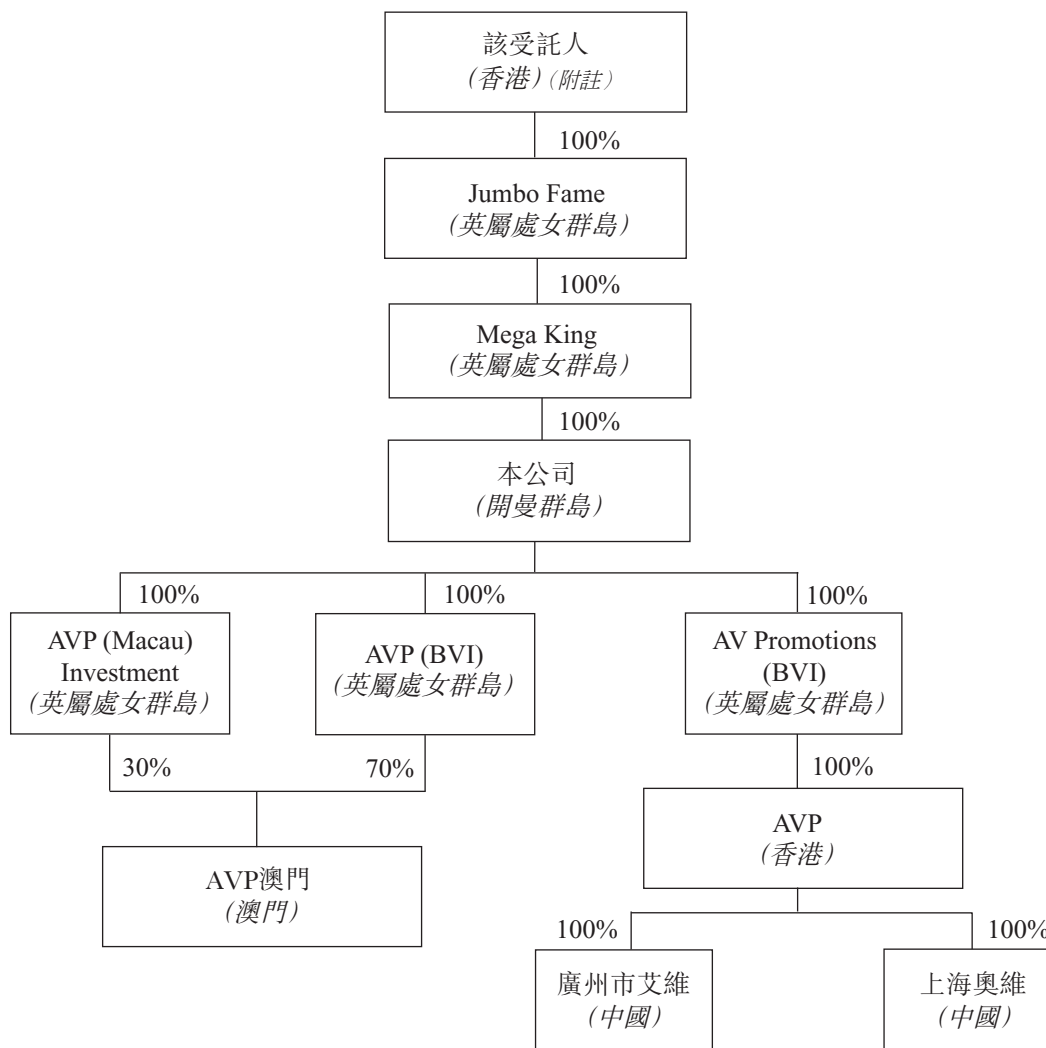 該受託人
(香港) (附註)
100%
Jumbo Fame
(英屬處女群島)
100%
Mega King
(英屬處女群島)
100%
本公司
(開曼群島)
100%
100%
100%
AVP (Macau)
Investment
(英屬處女群島)
AVP (BVI)
(英屬處女群島)
AV Promotions
(BVI)
(英屬處女群島)
30%
70%
100%
AVP澳門
(澳門)
AVP
(香港)
100%
100%
廣州市艾維
(中國)
上海奧維
(中國)